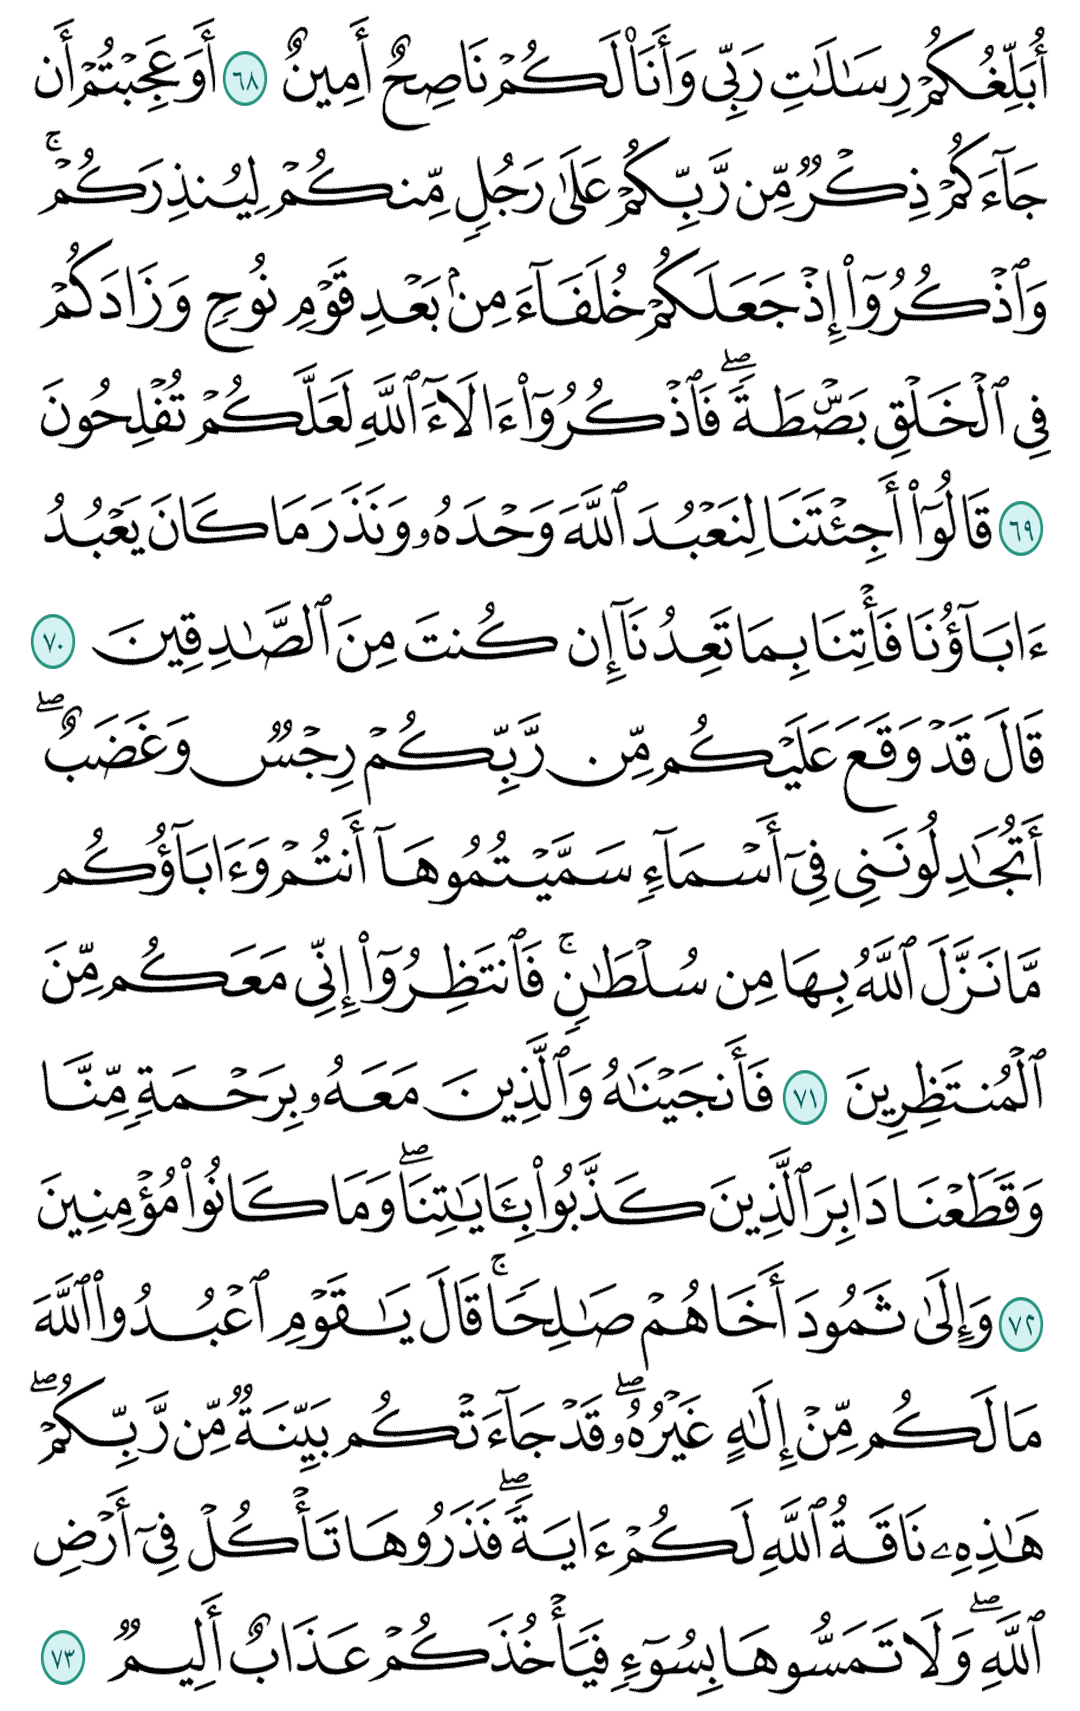 أُبَلِّغُكُمْ رِسَـٰلَـٰتِ رَبِّى وَأَنَا۠ لَكُمْ نَاصِحٌ أَمِينٌ ٦٨ أَوَعَجِبْتُمْ أَن
جَآءَكُمْ ذِكْرٌ مِّن رَّبِّكُمْ عَلَىٰ رَجُلٍ مِّنكُمْ لِيُنذِرَكُمْ ۚ
وَٱذْكُرُوٓا۟ إِذْ جَعَلَكُمْ خُلَفَآءَ مِنۢ بَعْدِ قَوْمِ نُوحٍ وَزَادَكُمْ
فِى ٱلْخَلْقِ بَصْۜطَةً ۖ فَٱذْكُرُوٓا۟ ءَالَآءَ ٱللَّهِ لَعَلَّكُمْ تُفْلِحُونَ
٦٩ قَالُوٓا۟ أَجِئْتَنَا لِنَعْبُدَ ٱللَّهَ وَحْدَهُۥ وَنَذَرَ مَا كَانَ يَعْبُدُ
ءَابَآؤُنَا فَأْتِنَا بِمَا تَعِدُنَآ إِن كُنتَ مِنَ ٱلصَّـٰدِقِينَ ٧٠
قَالَ قَدْ وَقَعَ عَلَيْكُم مِّن رَّبِّكُمْ رِجْسٌ وَغَضَبٌ ۖ
أَتُجَـٰدِلُونَنِى فِىٓ أَسْمَآءٍ سَمَّيْتُمُوهَآ أَنتُمْ وَءَابَآؤُكُم
مَّا نَزَّلَ ٱللَّهُ بِهَا مِن سُلْطَـٰنٍ ۚ فَٱنتَظِرُوٓا۟ إِنِّى مَعَكُم مِّنَ
ٱلْمُنتَظِرِينَ ٧١ فَأَنجَيْنَـٰهُ وَٱلَّذِينَ مَعَهُۥ بِرَحْمَةٍ مِّنَّا
وَقَطَعْنَا دَابِرَ ٱلَّذِينَ كَذَّبُوا۟ بِـَٔايَـٰتِنَا ۖ وَمَا كَانُوا۟ مُؤْمِنِينَ
٧٢ وَإِلَىٰ ثَمُودَ أَخَاهُمْ صَـٰلِحًا ۚ قَالَ يَـٰقَوْمِ ٱعْبُدُوا۟ ٱللَّهَ
مَا لَكُم مِّنْ إِلَـٰهٍ غَيْرُهُۥ ۖ قَدْ جَآءَتْكُم بَيِّنَةٌ مِّن رَّبِّكُمْ ۖ
هَـٰذِهِۦ نَاقَةُ ٱللَّهِ لَكُمْ ءَايَةً ۖ فَذَرُوهَا تَأْكُلْ فِىٓ أَرْضِ
ٱللَّهِ ۖ وَلَا تَمَسُّوهَا بِسُوٓءٍ فَيَأْخُذَكُمْ عَذَابٌ أَلِيمٌ ٧٣